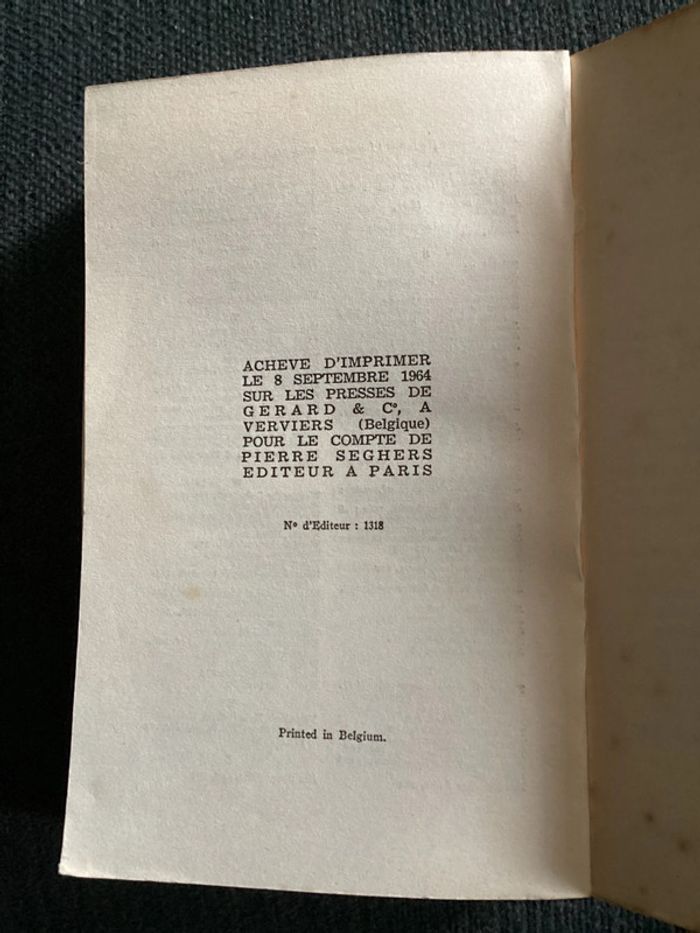 ACHEVE D'IMPRIMER
LE 8 SEPTEMBRE 1964
SUR LES PRESSES DE
GERARD & Cº, A
VERVIERS (Belgique)
POUR LE COMPTE DE
PIERRE SEGHERS
EDITEUR A PARIS
Nº d'Editeur : 1318
Printed in Belgium.